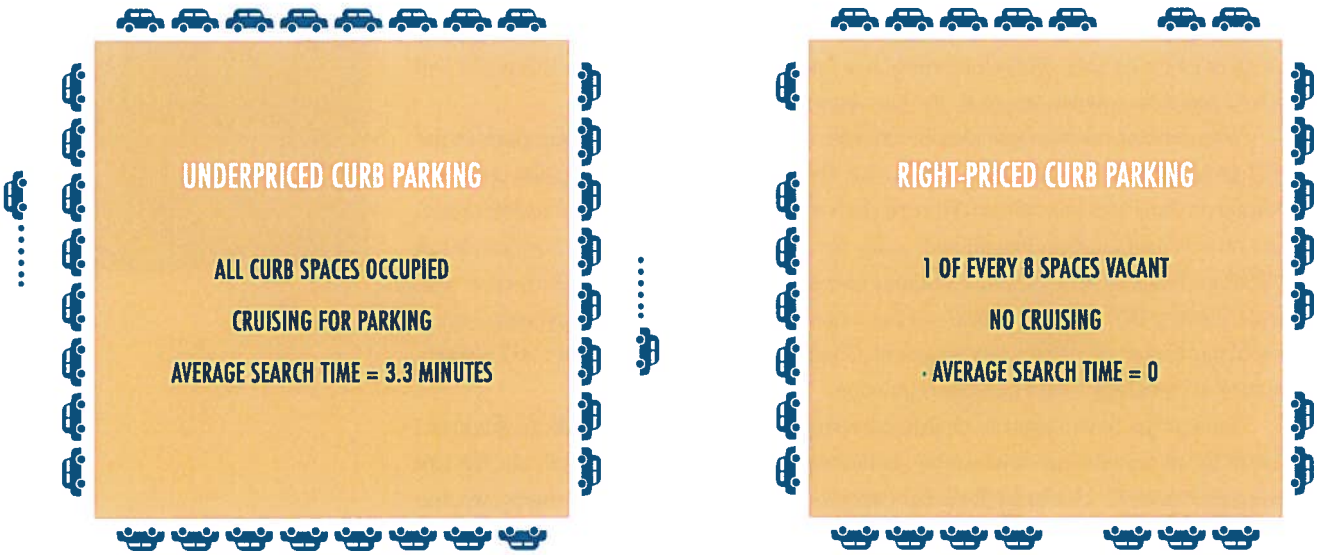 UNDERPRICED CURB PARKING
ALL CURB SPACES OCCUPIED
CRUISING FOR PARKING
AVERAGE SEARCH TIME = 3.3 MINUTES
RIGHT-PRICED CURB PARKING
1 OF EVERY 8 SPACES VACANT
NO CRUISING
AVERAGE SEARCH TIME = 0